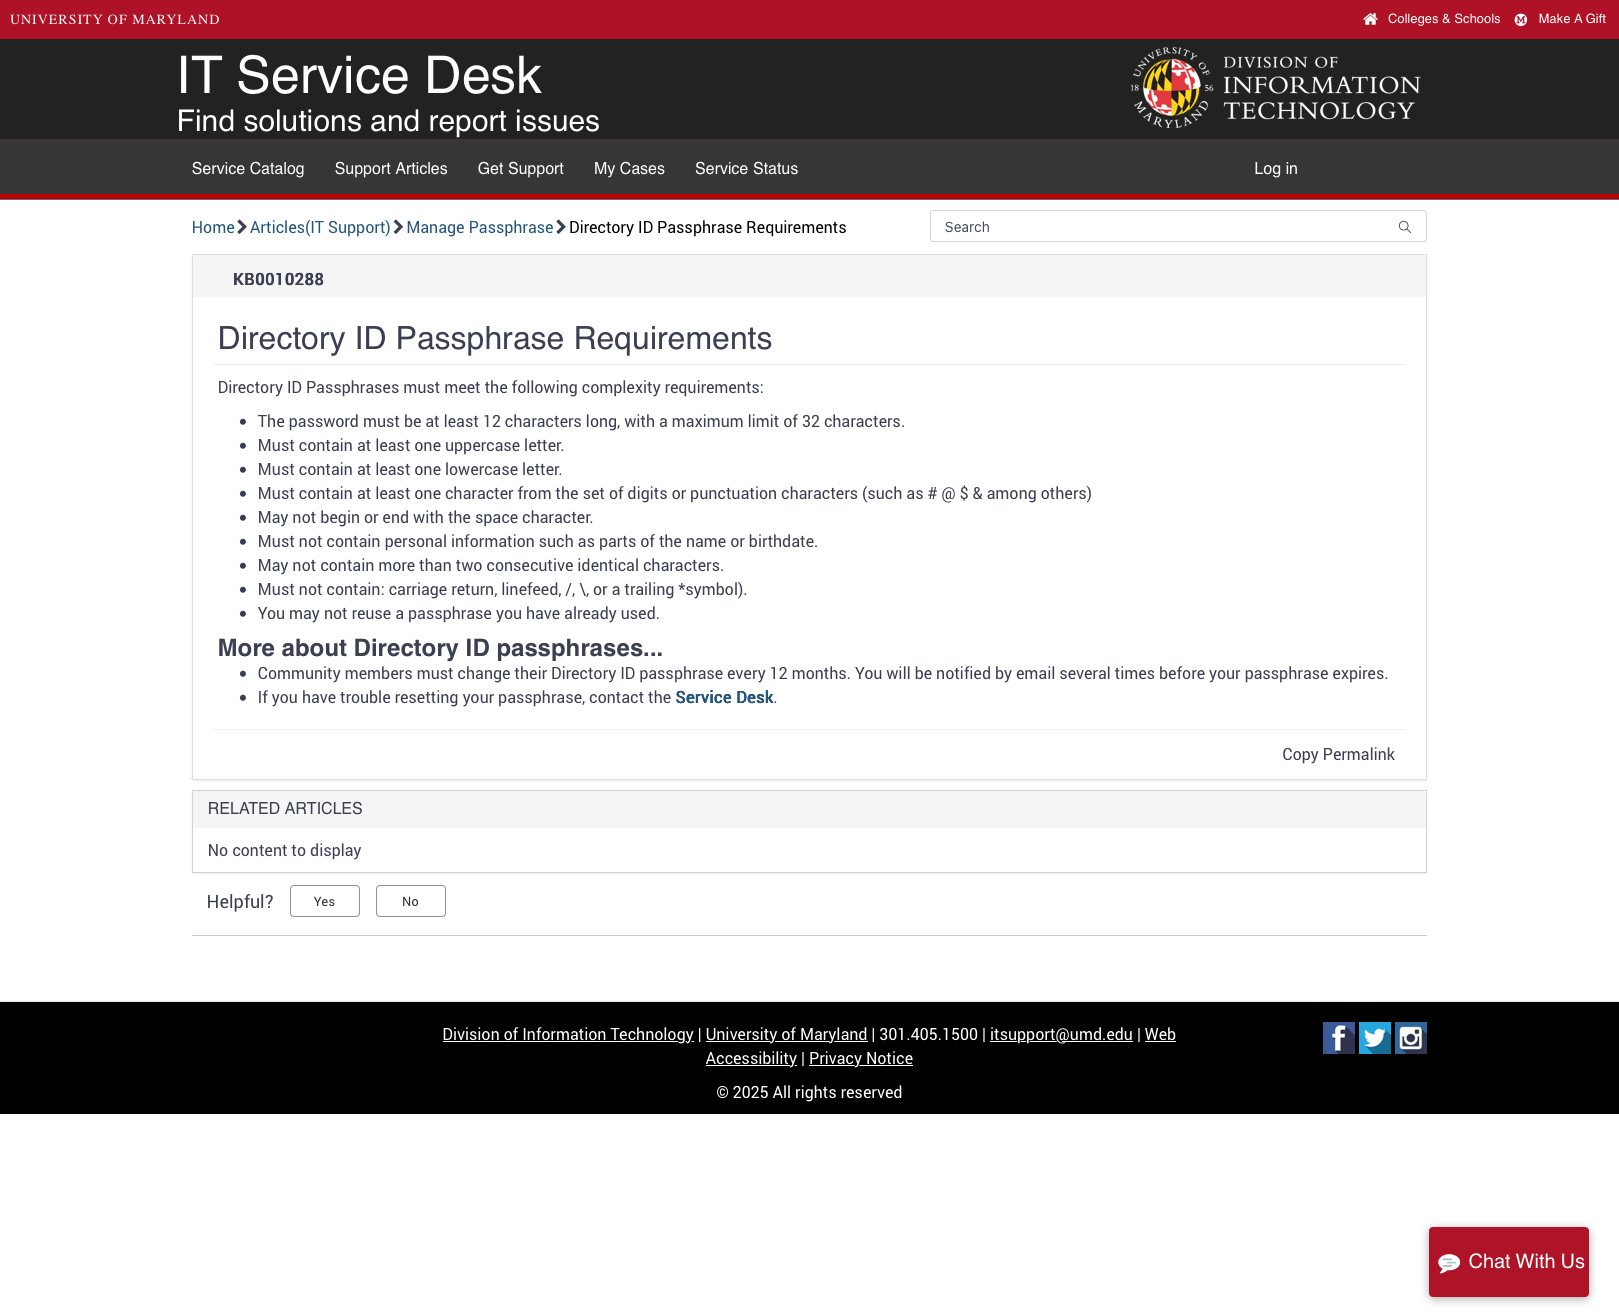 UNIVERSITY OF MARYLAND
Colleges & Schools
Make A Gift
IT Service Desk
Find solutions and report issues
UNIVERSITY OF
18 56
MARYLAND
DIVISION OF
INFORMATION
TECHNOLOGY
Service Catalog Support Articles Get Support My Cases Service Status Log in
Home Articles(IT Support) Manage Passphrase Directory ID Passphrase Requirements
Search
KB0010288
Directory ID Passphrase Requirements
Directory ID Passphrases must meet the following complexity requirements:
• The password must be at least 12 characters long, with a maximum limit of 32 characters.
• Must contain at least one uppercase letter.
• Must contain at least one lowercase letter.
• Must contain at least one character from the set of digits or punctuation characters (such as # @ $ & among others)
• May not begin or end with the space character.
• Must not contain personal information such as parts of the name or birthdate.
• May not contain more than two consecutive identical characters.
• Must not contain: carriage return, linefeed, /, \, or a trailing *symbol).
• You may not reuse a passphrase you have already used.
More about Directory ID passphrases...
• Community members must change their Directory ID passphrase every 12 months. You will be notified by email several times before your passphrase expires.
• If you have trouble resetting your passphrase, contact the Service Desk.
Copy Permalink
RELATED ARTICLES
No content to display
Helpful? Yes No
Division of Information Technology | University of Maryland | 301.405.1500 | itsupport@umd.edu | Web
Accessibility | Privacy Notice
© 2025 All rights reserved
Chat With Us